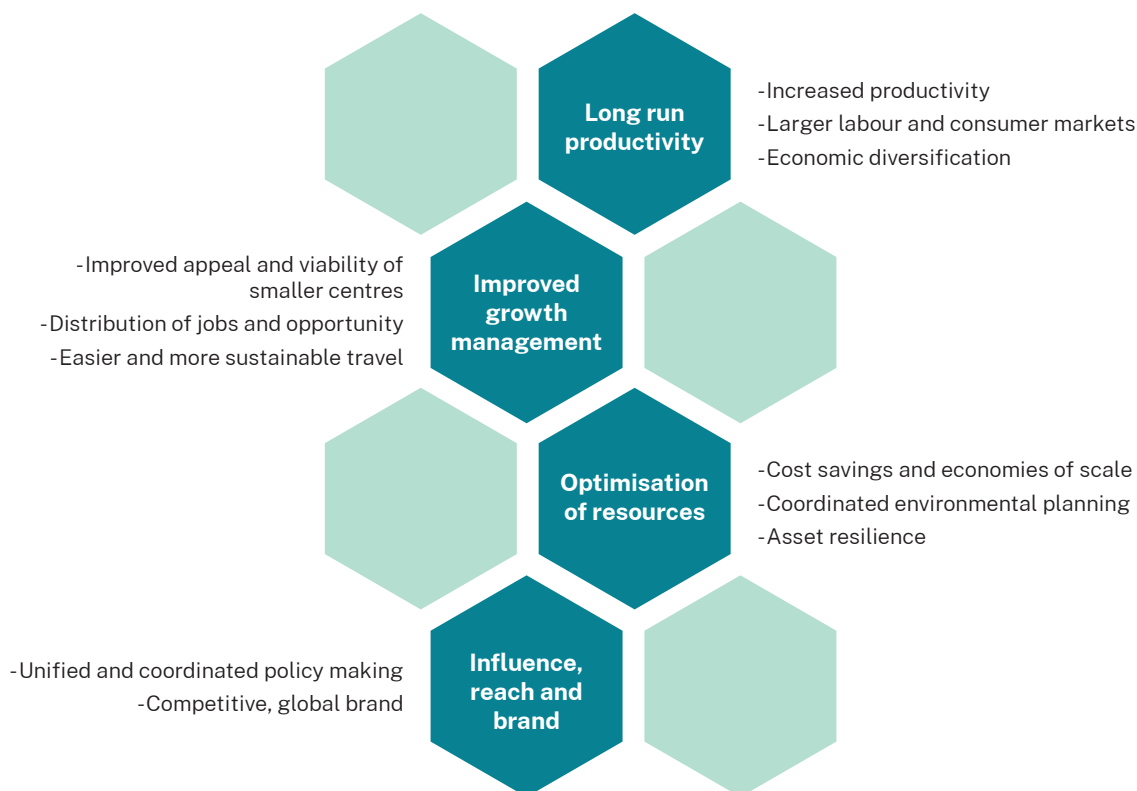 Long run
productivity
-Increased productivity
-Larger labour and consumer markets
-Economic diversification
-Improved appeal and viability of
smaller centres
-Distribution of jobs and opportunity
-Easier and more sustainable travel
Improved
growth
management
Optimisation
of resources
-Cost savings and economies of scale
-Coordinated environmental planning
-Asset resilience
-Unified and coordinated policy making
-Competitive, global brand
Influence,
reach and
brand